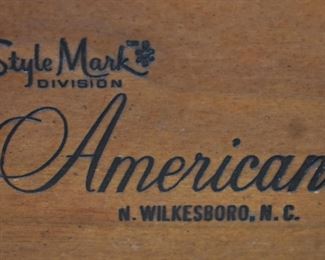 Style Mark
DIVISION
American
N. WILKESBORO, N. C.